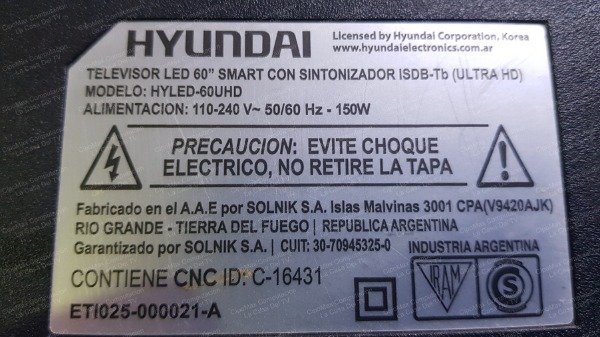 HYUNDAI
Licensed by Hyundai Corporation, Korea
www.hyundaielectronics.com.ar
TELEVISOR LED 60” SMART CON SINTONIZADOR ISDB-Tb (ULTRA HD)
MODELO: HYLED-60UHD
ALIMENTACION: 110-240 V~ 50/60 Hz - 150W
PRECAUCION: EVITE CHOQUE
ELECTRICO, NO RETIRE LA TAPA
Fabricado en el A.A.E por SOLNIK S.A. Islas Malvinas 3001 CPA(V9420AJK)
RIO GRANDE - TIERRA DEL FUEGO | REPUBLICA ARGENTINA
Garantizado por SOLNIK S.A. | CUIT: 30-70945325-0
INDUSTRIA ARGENTINA
CONTIENE CNC ID: C-16431
IRAM
S
ETI025-000021-A